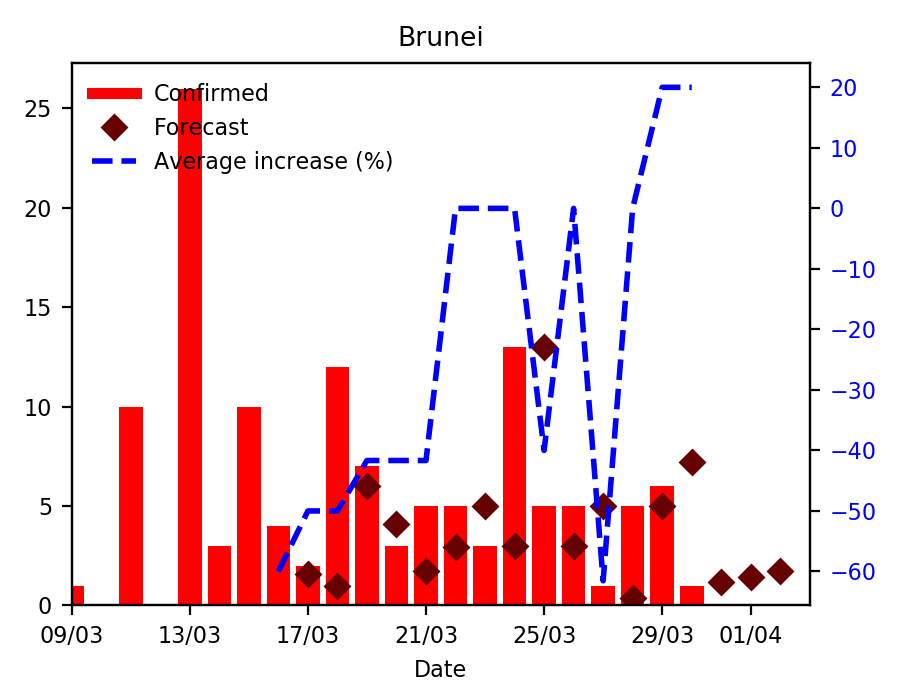 Brunei
Confirmed
Forecast
Average increase (%)
25
20
15
10
5
0
20
10
0
−10
−20
−30
−40
−50
−60
09/03 13/03 17/03 21/03 25/03 29/03 01/04
Date